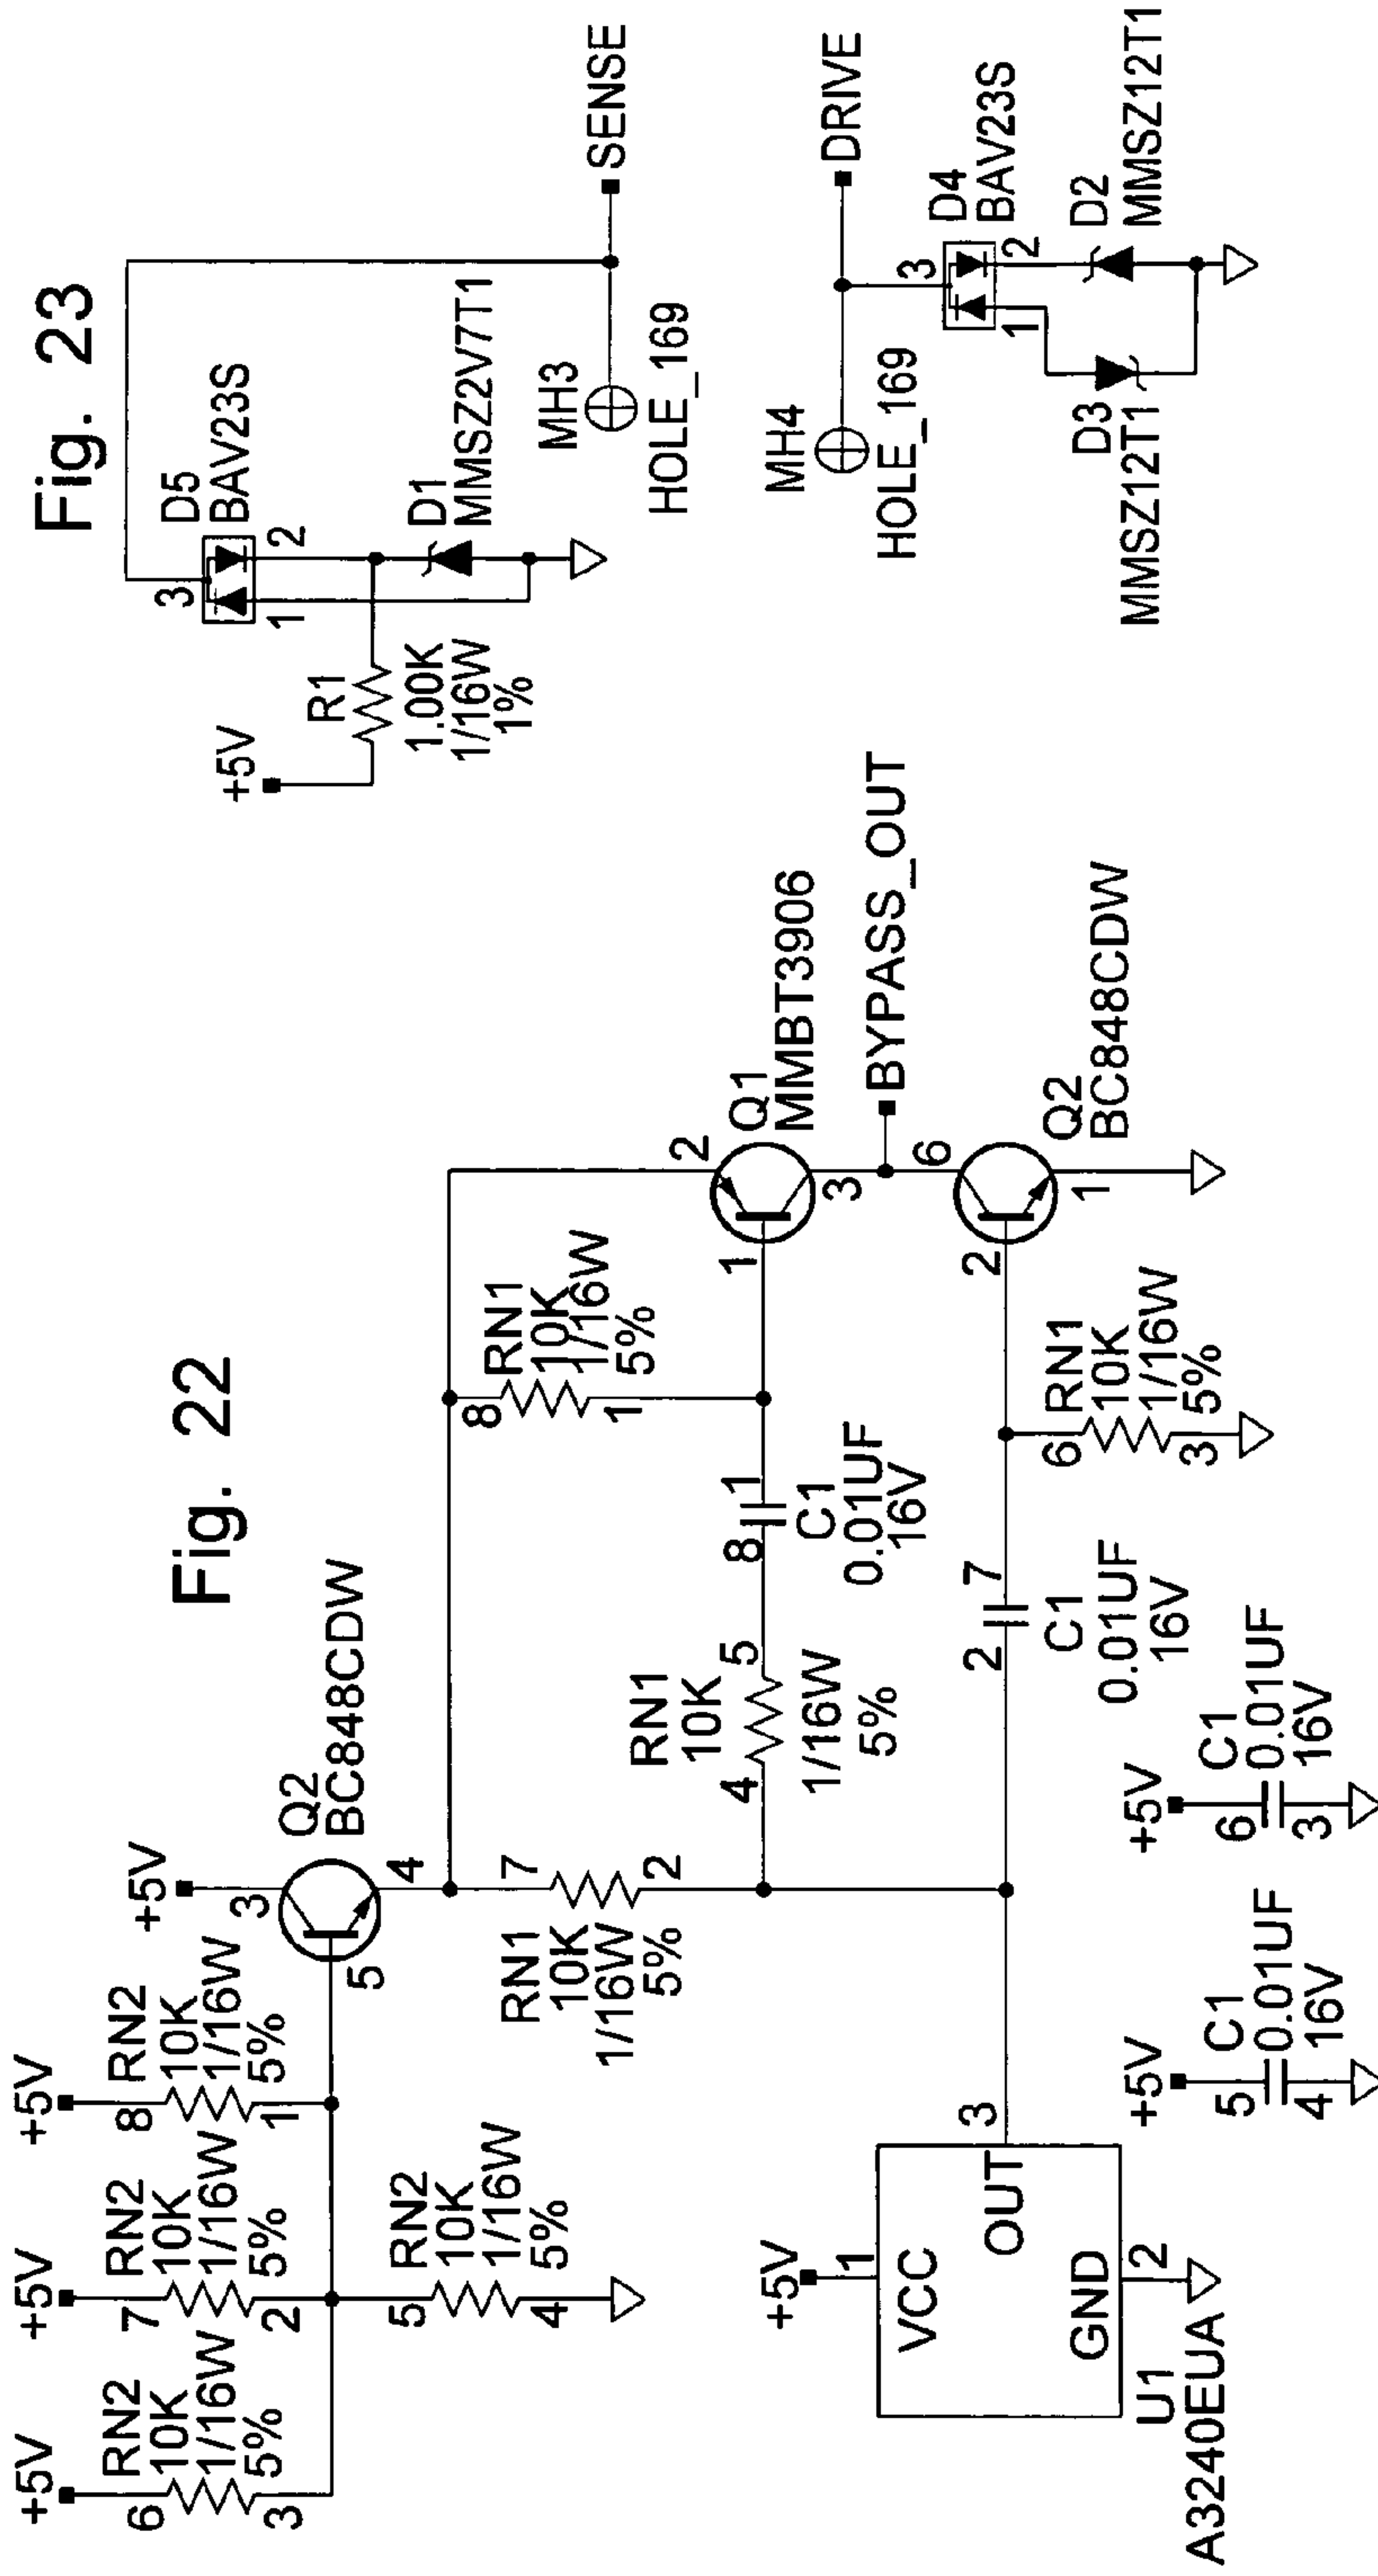 Fig. 22
+5V
RN2
10K
1/16W
5%
6
3
+5V
RN2
10K
1/16W
5%
7
2
+5V
RN2
10K
1/16W
5%
8
1
RN2
10K
1/16W
5%
5
4
+5V
3
5
4
Q2
BC848CDW
RN1
10K
1/16W
5%
7
2
RN1
10K
1/16W
5%
4
5
8
1
C1
0.01UF
16V
RN1
10K
1/16W
5%
8
1
2
1
3
Q1
MMBT3906
BYPASS_OUT
6
2
1
Q2
BC848CDW
2
7
C1
0.01UF
16V
RN1
10K
1/16W
5%
6
3
+5V
1
VCC
OUT
3
GND
2
U1
A3240EUA
+5V
5
4
C1
0.01UF
16V
+5V
6
3
C1
0.01UF
16V
Fig. 23
+5V
R1
1.00K
1/16W
1%
3
D5
BAV23S
1
2
D1
MMSZ2V7T1
MH3
HOLE_169
SENSE
MH4
HOLE_169
DRIVE
3
D4
BAV23S
1
2
D3
MMSZ12T1
D2
MMSZ12T1